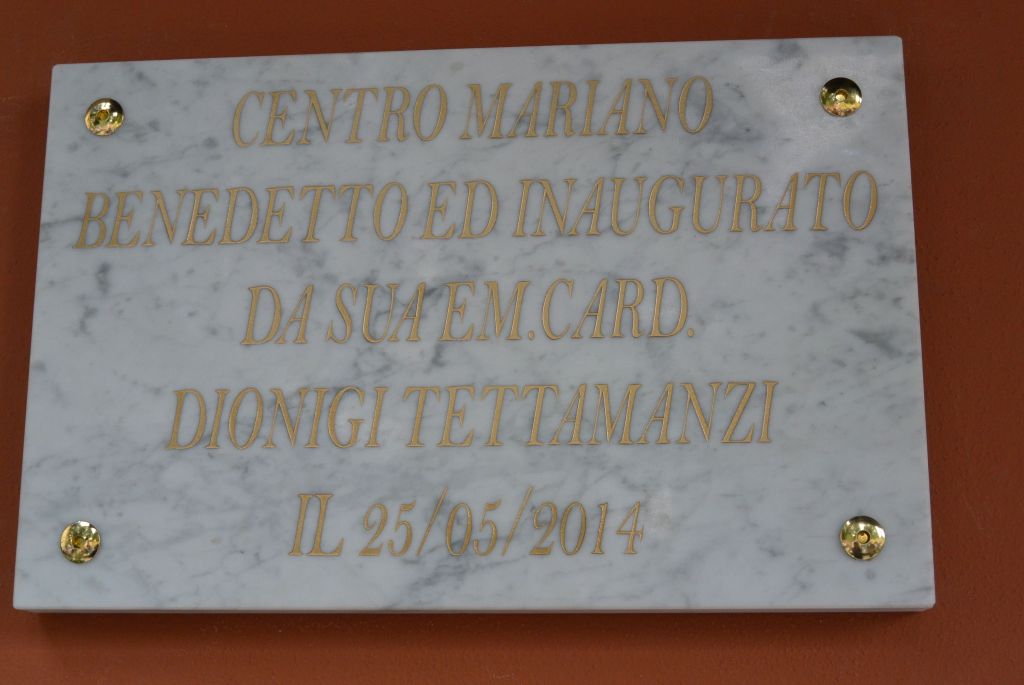 CENTRO MARIANO
BENEDETTO ED INAUGURATO
DA SUA EM. CARD.
DIONIGI TETTAMANZI
IL 25/05/2014